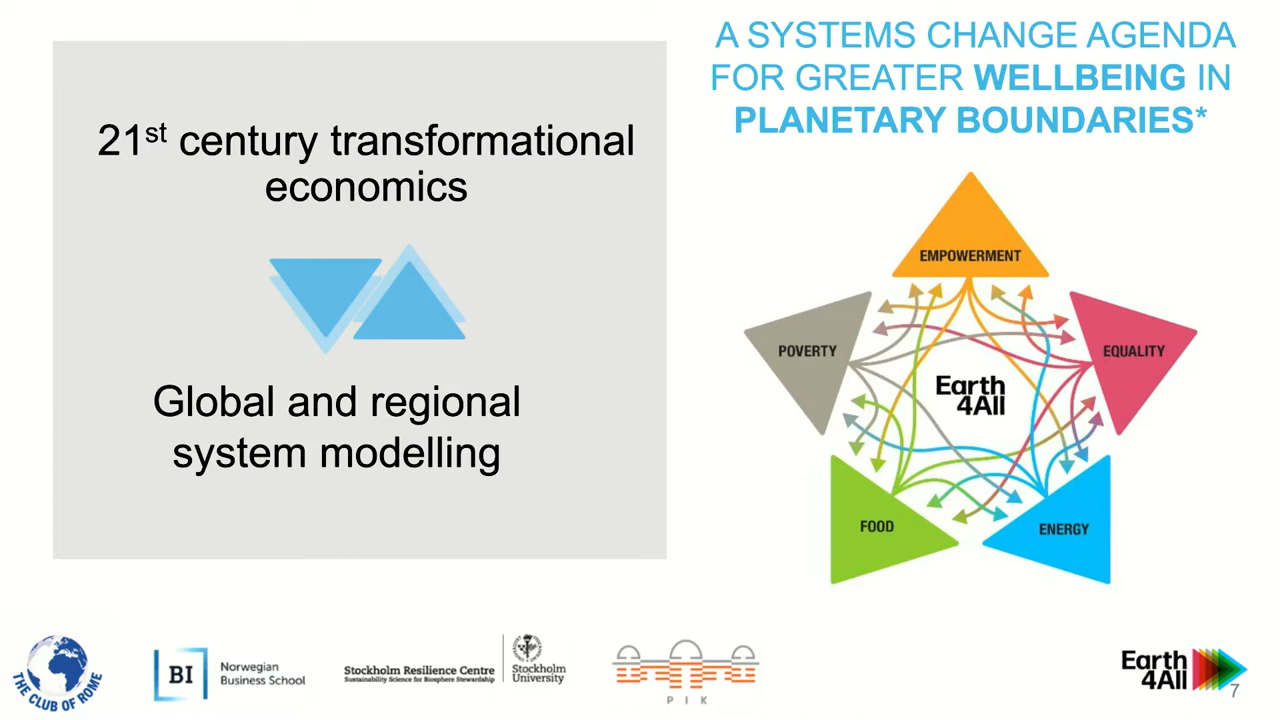 A SYSTEMS CHANGE AGENDA
FOR GREATER WELLBEING IN
PLANETARY BOUNDARIES*
21st century transformational
economics
Global and regional
system modelling
EMPOWERMENT
POVERTY
EQUALITY
Earth
4All
FOOD
ENERGY
THE CLUB OF ROME
BI
Norwegian
Business School
Stockholm Resilience Centre
Sustainability Science for Biosphere Stewardship
Stockholm
University
P I K
Earth
4All
7